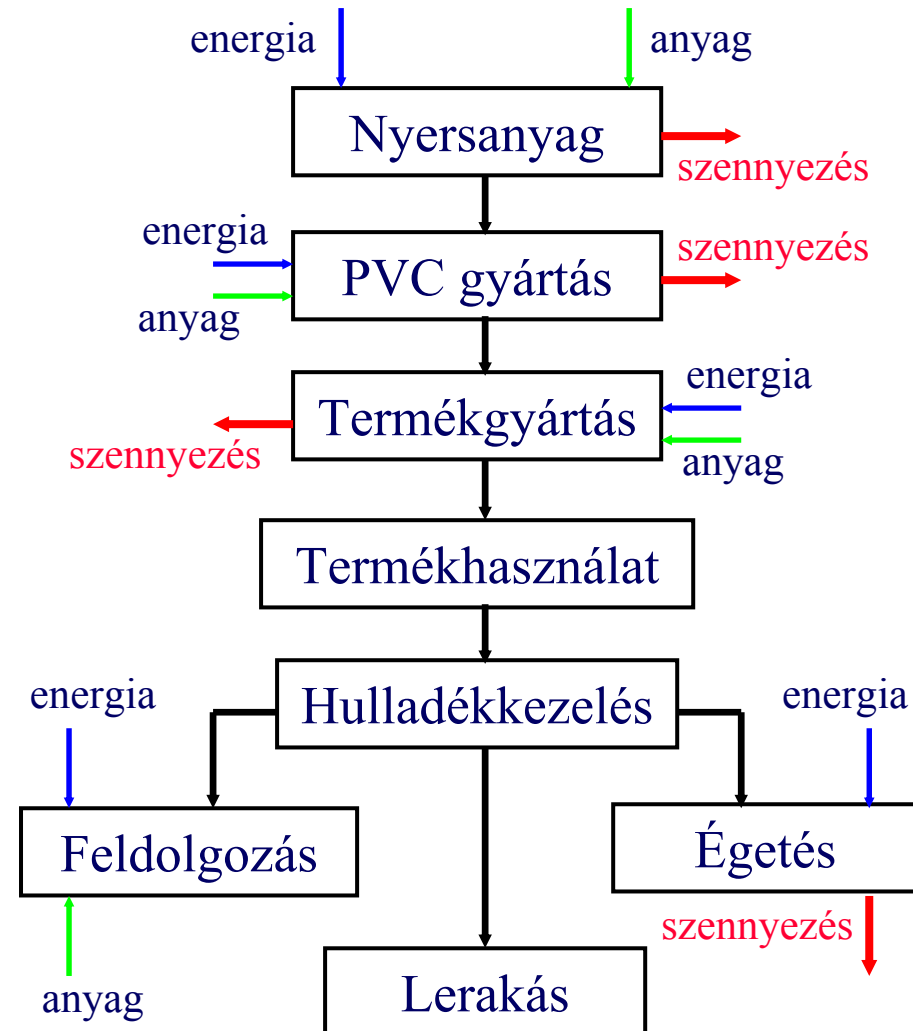 energia
anyag
Nyersanyag
szennyezés
energia
szennyezés
PVC gyártás
anyag
energia
Termékgyártás
szennyezés
anyag
Termékhasználat
energia
Hulladékkezelés
energia
Feldolgozás
Égetés
szennyezés
anyag
Lerakás